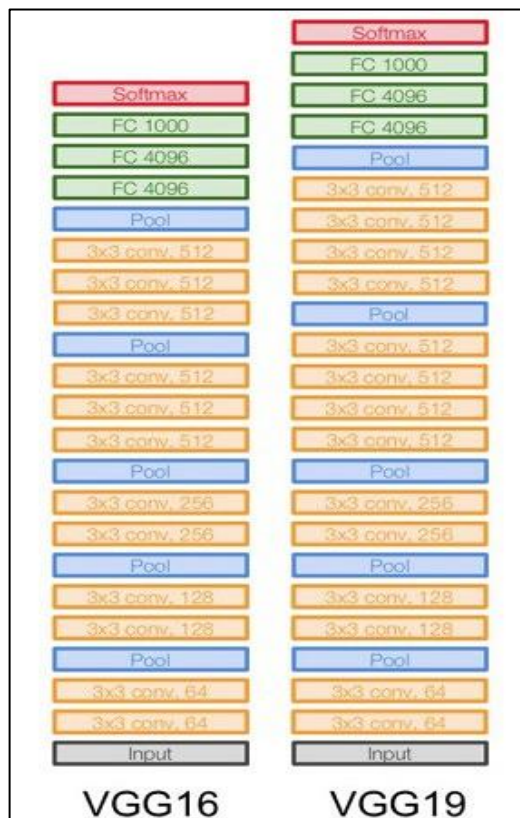 Softmax
FC 1000
FC 4096
FC 4096
Pool
3x3 conv, 512
3x3 conv, 512
3x3 conv, 512
Pool
3x3 conv, 512
3x3 conv, 512
3x3 conv, 512
Pool
3x3 conv, 256
3x3 conv, 256
Pool
3x3 conv, 128
3x3 conv, 128
Pool
3x3 conv, 64
3x3 conv, 64
Input
VGG16
Softmax
FC 1000
FC 4096
FC 4096
Pool
3x3 conv, 512
3x3 conv, 512
3x3 conv, 512
3x3 conv, 512
Pool
3x3 conv, 512
3x3 conv, 512
3x3 conv, 512
3x3 conv, 512
Pool
3x3 conv, 256
3x3 conv, 256
Pool
3x3 conv, 128
3x3 conv, 128
Pool
3x3 conv, 64
3x3 conv, 64
Input
VGG19